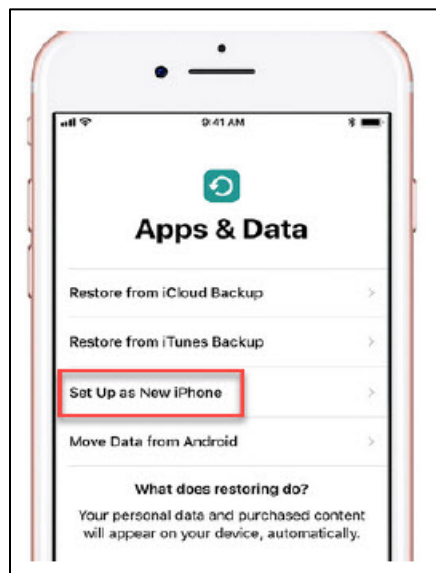 9:41 AM
Apps & Data
Restore from iCloud Backup
Restore from iTunes Backup
Set Up as New iPhone
Move Data from Android
What does restoring do?
Your personal data and purchased content
will appear on your device, automatically.